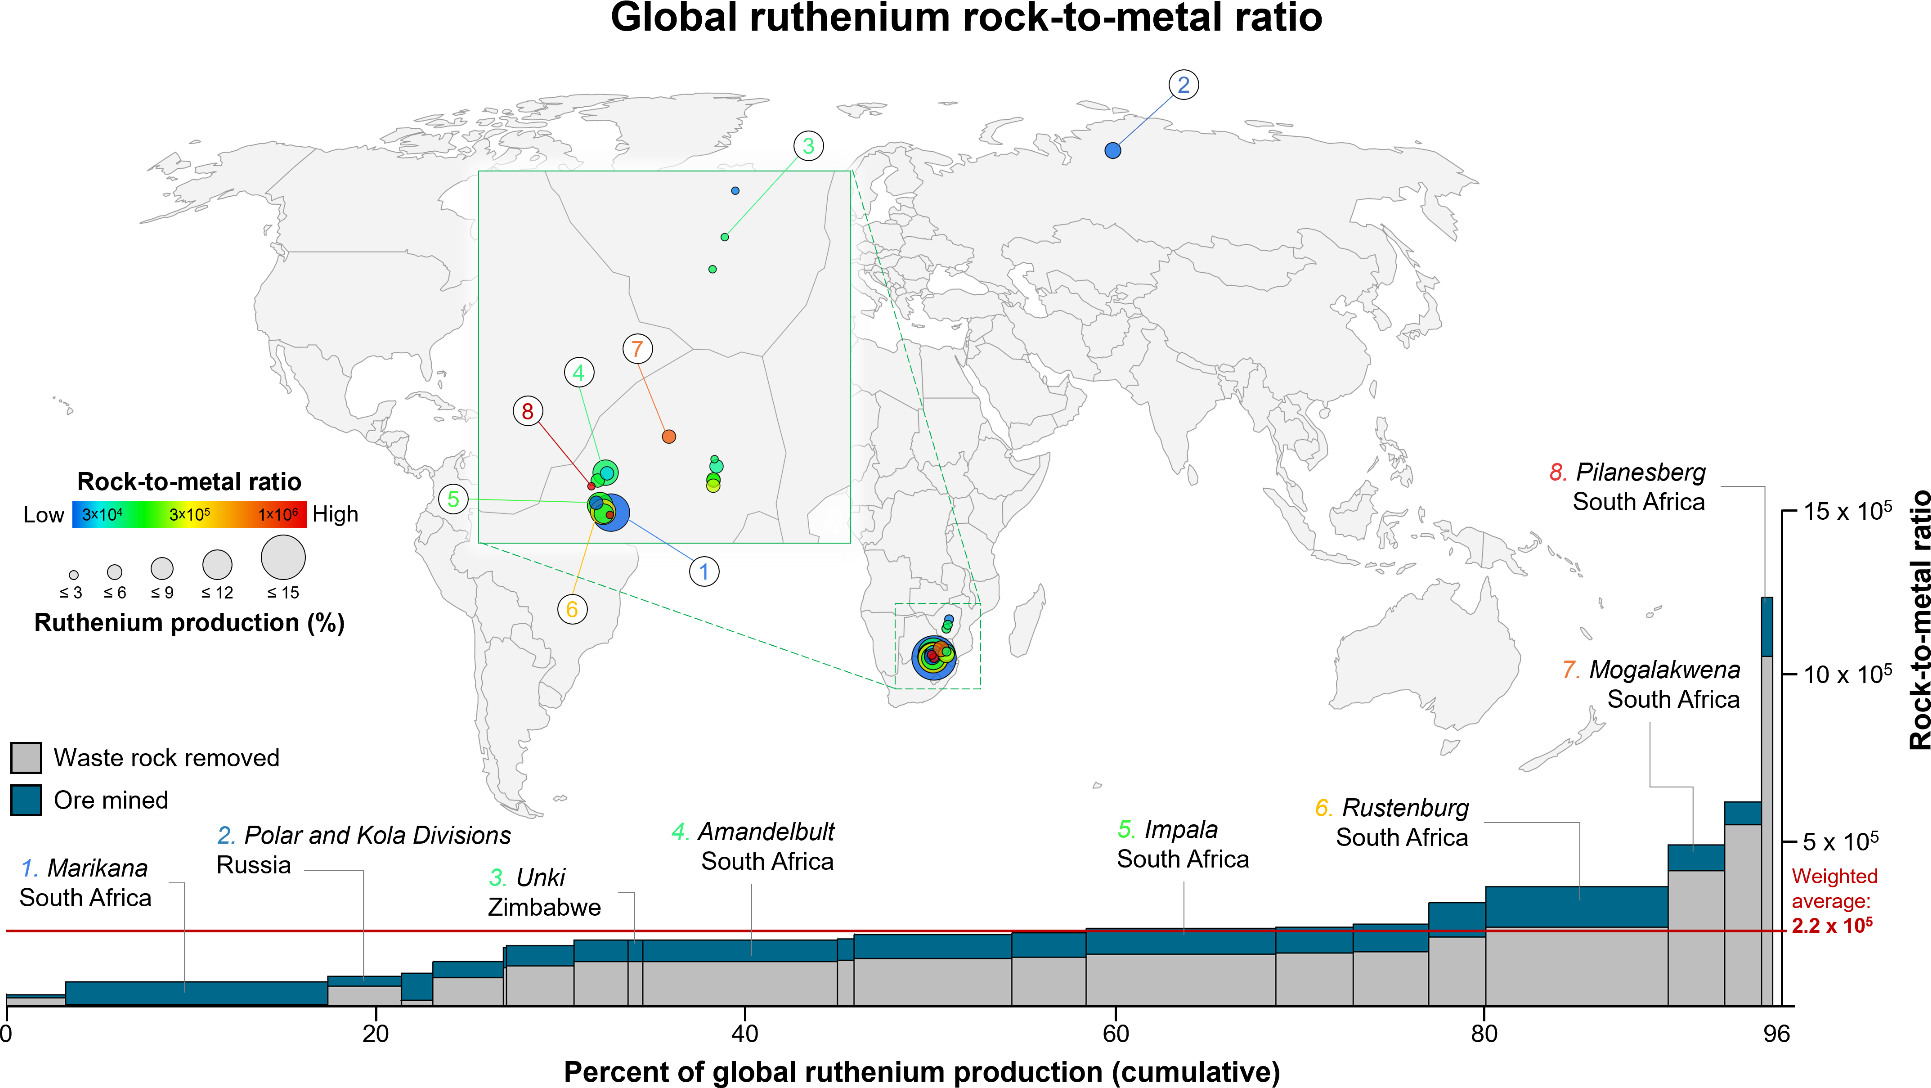 Global ruthenium rock-to-metal ratio
2
3
7
4
8
5
1
6
Rock-to-metal ratio
Low 3×10⁴ 3×10⁵ 1×10⁶ High
≤ 3 ≤ 6 ≤ 9 ≤ 12 ≤ 15
Ruthenium production (%)
Waste rock removed
Ore mined
1. Marikana
South Africa
2. Polar and Kola Divisions
Russia
3. Unki
Zimbabwe
4. Amandelbult
South Africa
5. Impala
South Africa
6. Rustenburg
South Africa
7. Mogalakwena
South Africa
8. Pilanesberg
South Africa
15 x 10⁵
10 x 10⁵
5 x 10⁵
Rock-to-metal ratio
Weighted
average:
2.2 x 10⁵
0 20 40 60 80 96
Percent of global ruthenium production (cumulative)